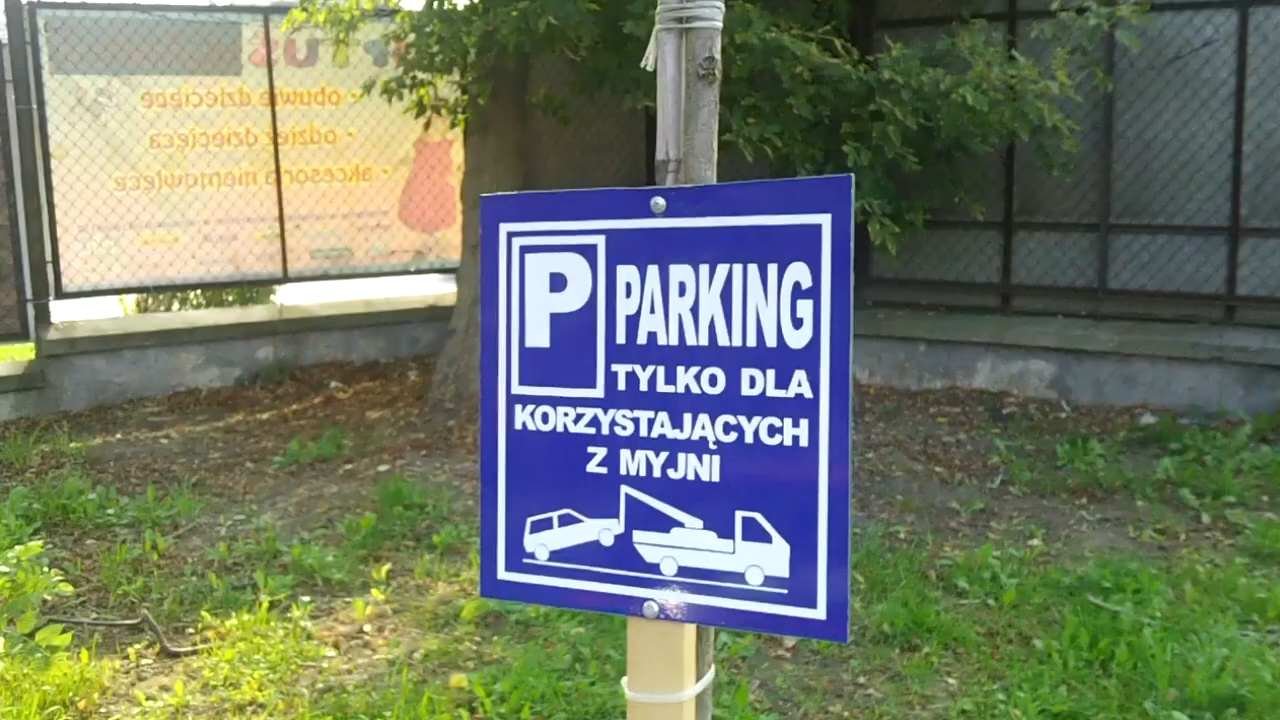 • obuwie dziecięce
• odzież dziecięca
• akcesoria niemowlęce
P PARKING
TYLKO DLA
KORZYSTAJĄCYCH
Z MYJNI